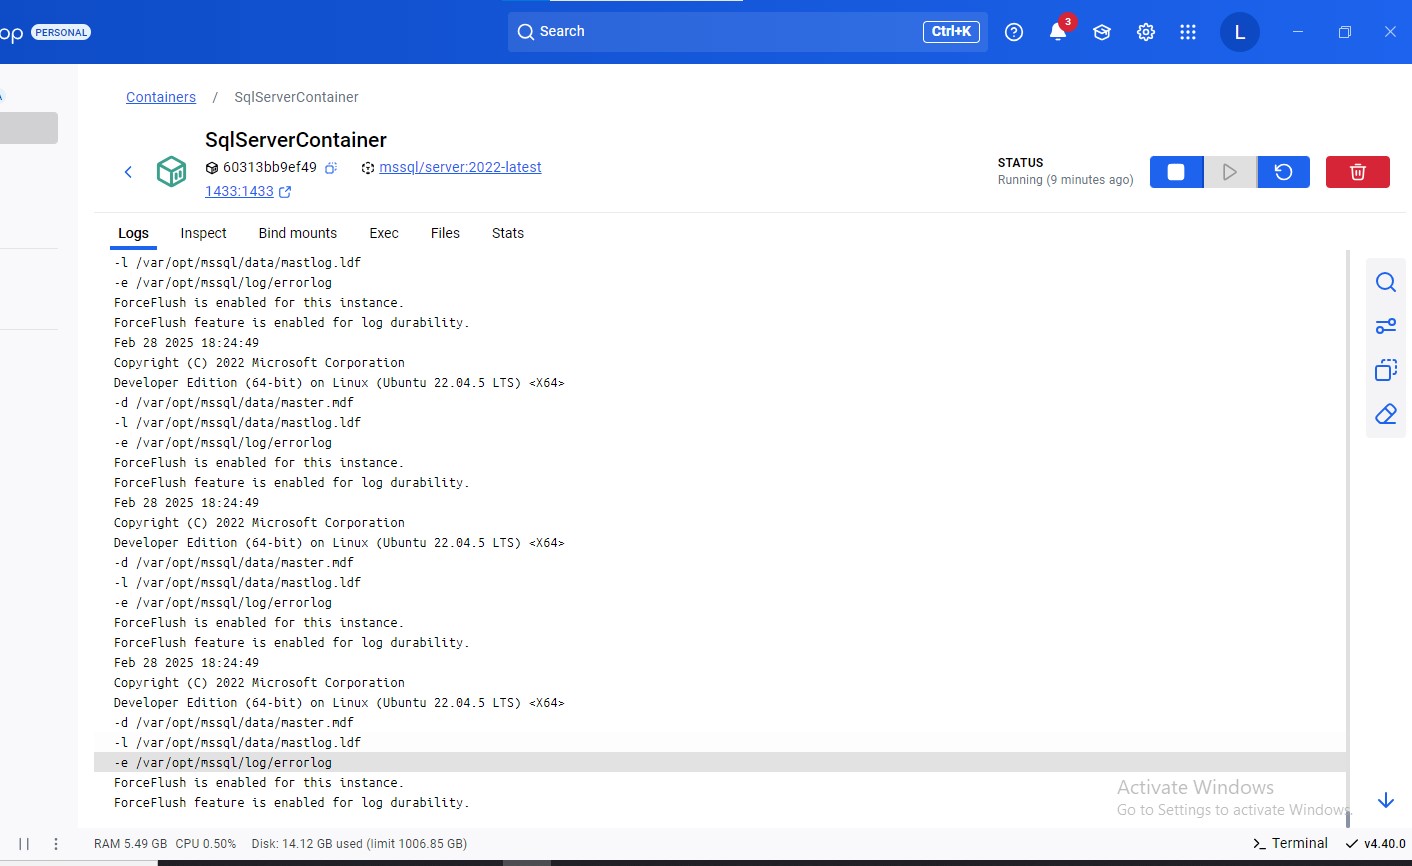 op PERSONAL
Search Ctrl+K
3
L
Containers / SqlServerContainer
SqlServerContainer
60313bb9ef49 mssql/server:2022-latest
1433:1433
STATUS
Running (9 minutes ago)
Logs Inspect Bind mounts Exec Files Stats
-l /var/opt/mssql/data/mastlog.ldf
-e /var/opt/mssql/log/errorlog
ForceFlush is enabled for this instance.
ForceFlush feature is enabled for log durability.
Feb 28 2025 18:24:49
Copyright (C) 2022 Microsoft Corporation
Developer Edition (64-bit) on Linux (Ubuntu 22.04.5 LTS) <X64>
-d /var/opt/mssql/data/master.mdf
-l /var/opt/mssql/data/mastlog.ldf
-e /var/opt/mssql/log/errorlog
ForceFlush is enabled for this instance.
ForceFlush feature is enabled for log durability.
Feb 28 2025 18:24:49
Copyright (C) 2022 Microsoft Corporation
Developer Edition (64-bit) on Linux (Ubuntu 22.04.5 LTS) <X64>
-d /var/opt/mssql/data/master.mdf
-l /var/opt/mssql/data/mastlog.ldf
-e /var/opt/mssql/log/errorlog
ForceFlush is enabled for this instance.
ForceFlush feature is enabled for log durability.
Feb 28 2025 18:24:49
Copyright (C) 2022 Microsoft Corporation
Developer Edition (64-bit) on Linux (Ubuntu 22.04.5 LTS) <X64>
-d /var/opt/mssql/data/master.mdf
-l /var/opt/mssql/data/mastlog.ldf
-e /var/opt/mssql/log/errorlog
ForceFlush is enabled for this instance.
ForceFlush feature is enabled for log durability.
Activate Windows
Go to Settings to activate Windows.
RAM 5.49 GB CPU 0.50% Disk: 14.12 GB used (limit 1006.85 GB)
Terminal v4.40.0